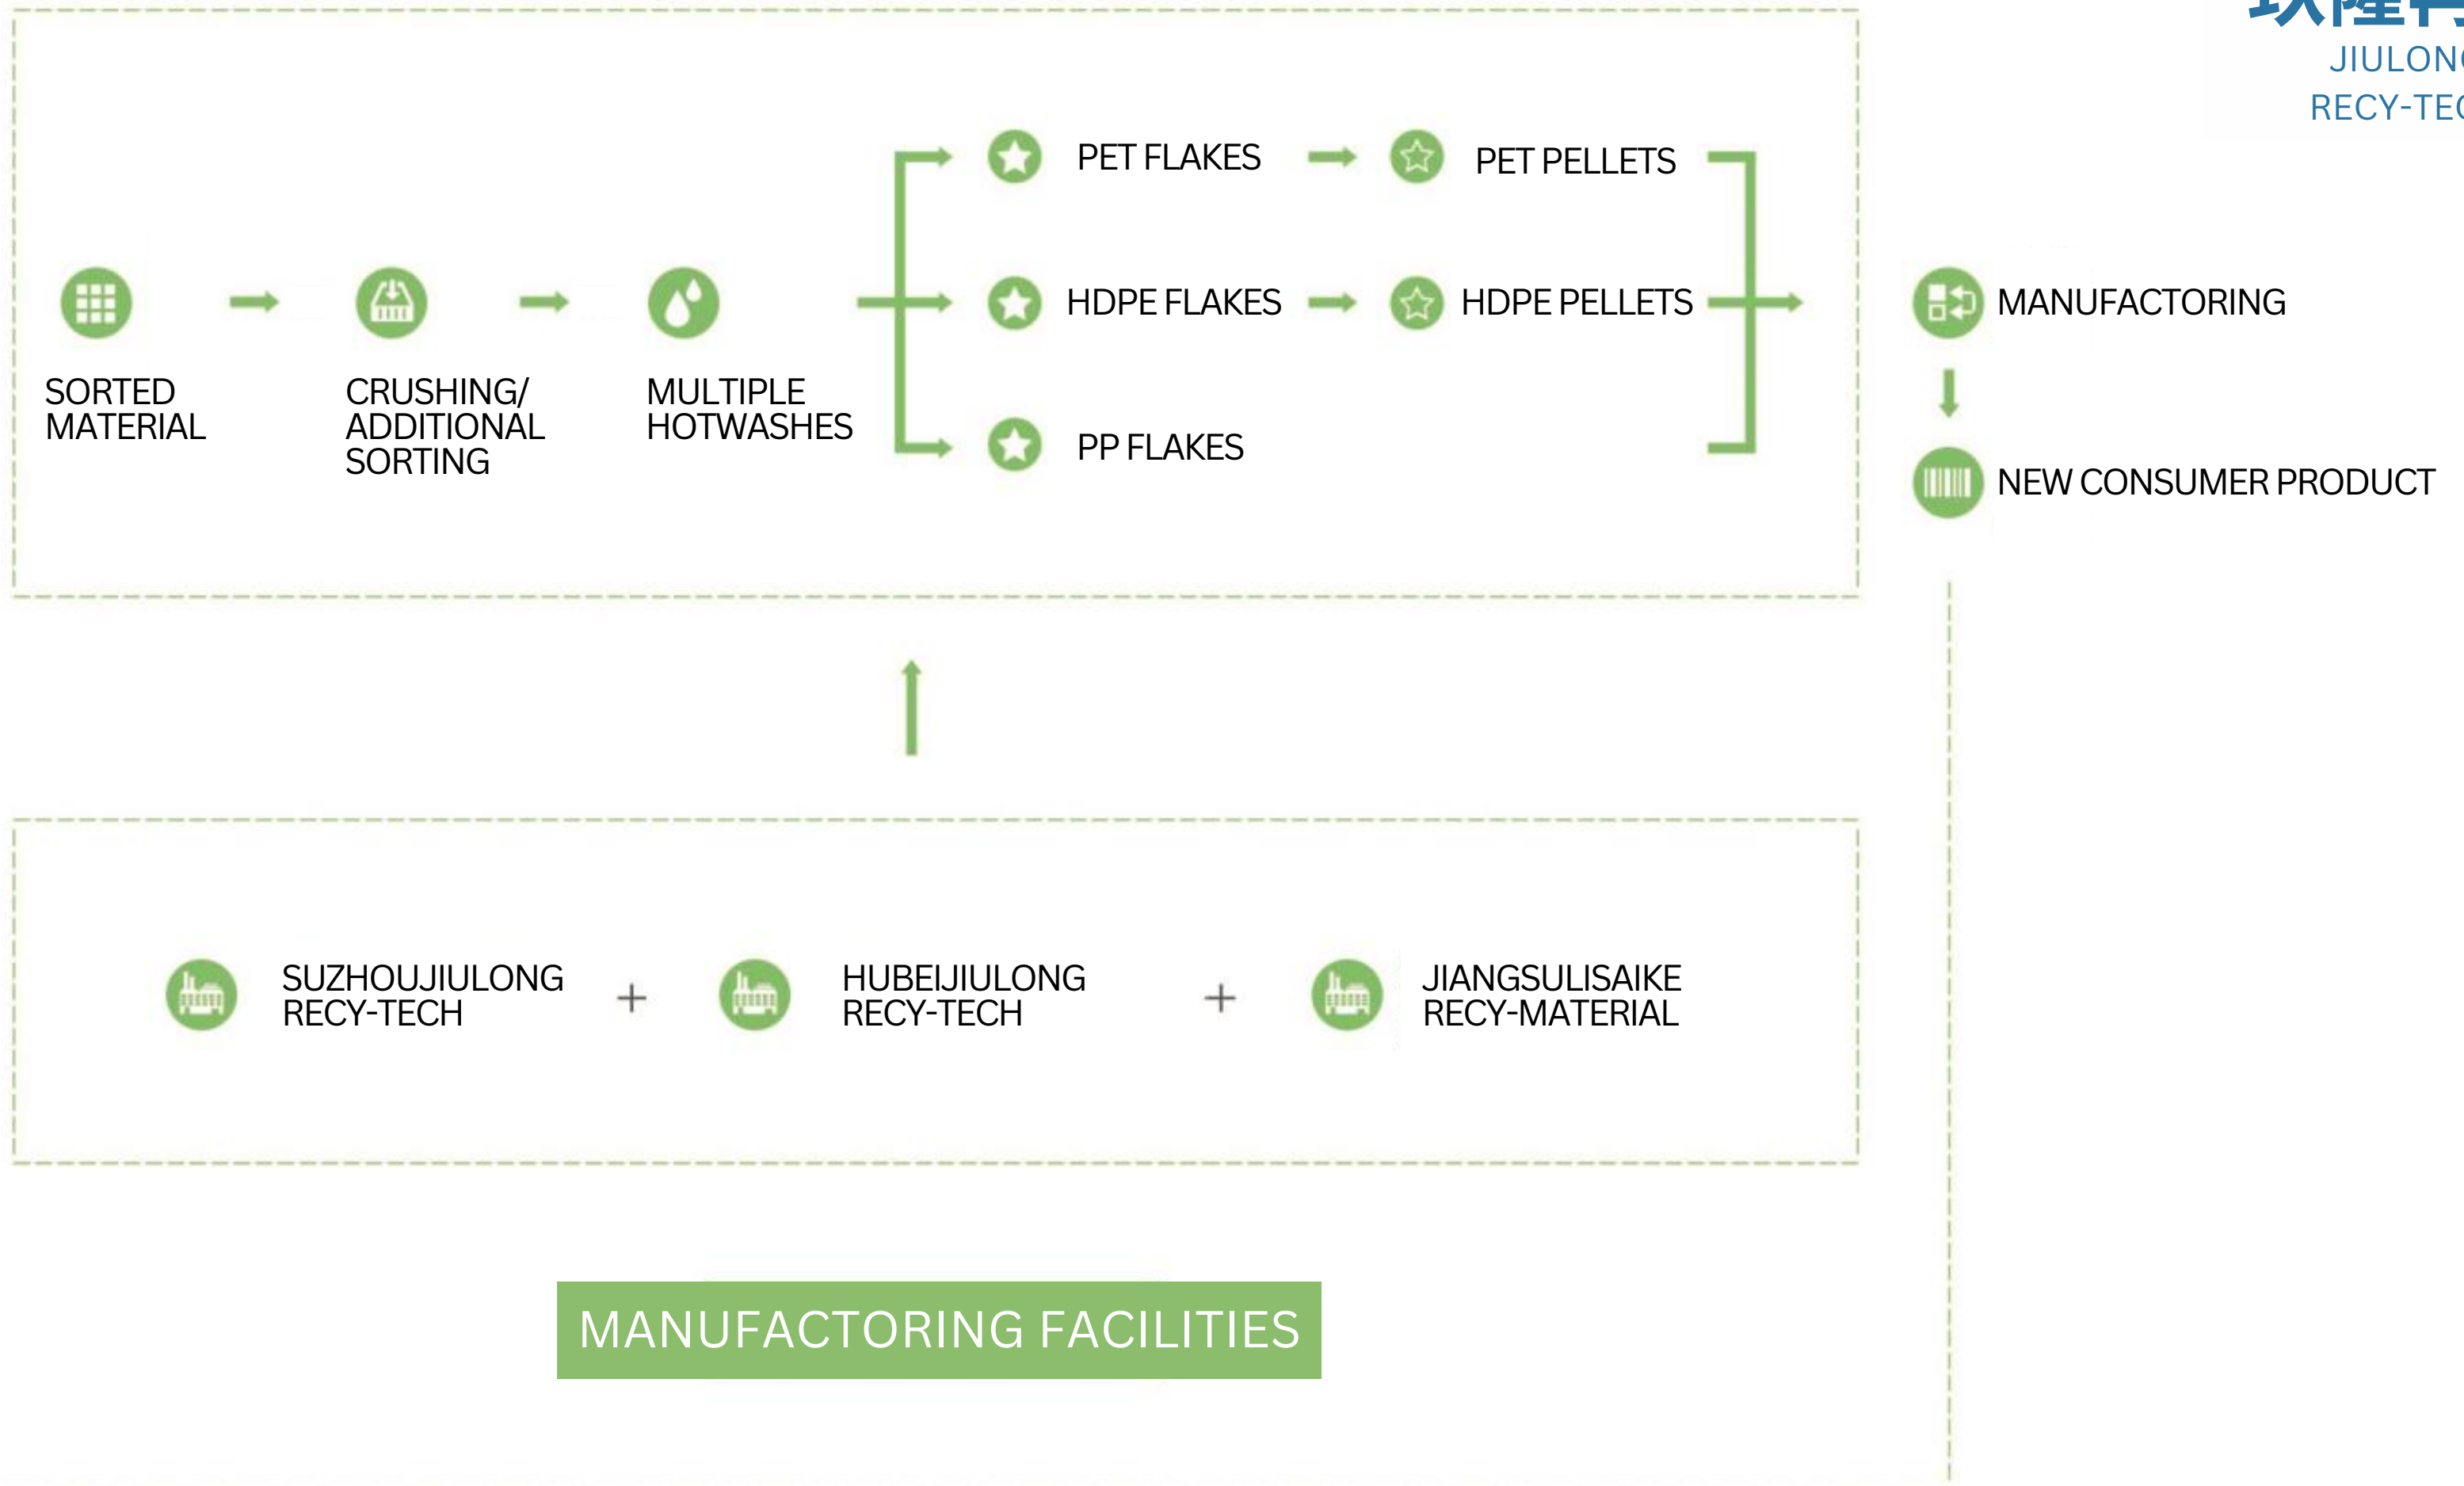 JIULONG
RECY-TEC
PET FLAKES
PET PELLETS
HDPE FLAKES
HDPE PELLETS
MANUFACTORING
SORTED
MATERIAL
CRUSHING/
ADDITIONAL
SORTING
MULTIPLE
HOTWASHES
PP FLAKES
NEW CONSUMER PRODUCT
SUZHOUJIULONG
RECY-TECH
HUBEIJIULONG
RECY-TECH
JIANGSULISAIKE
RECY-MATERIAL
MANUFACTORING FACILITIES